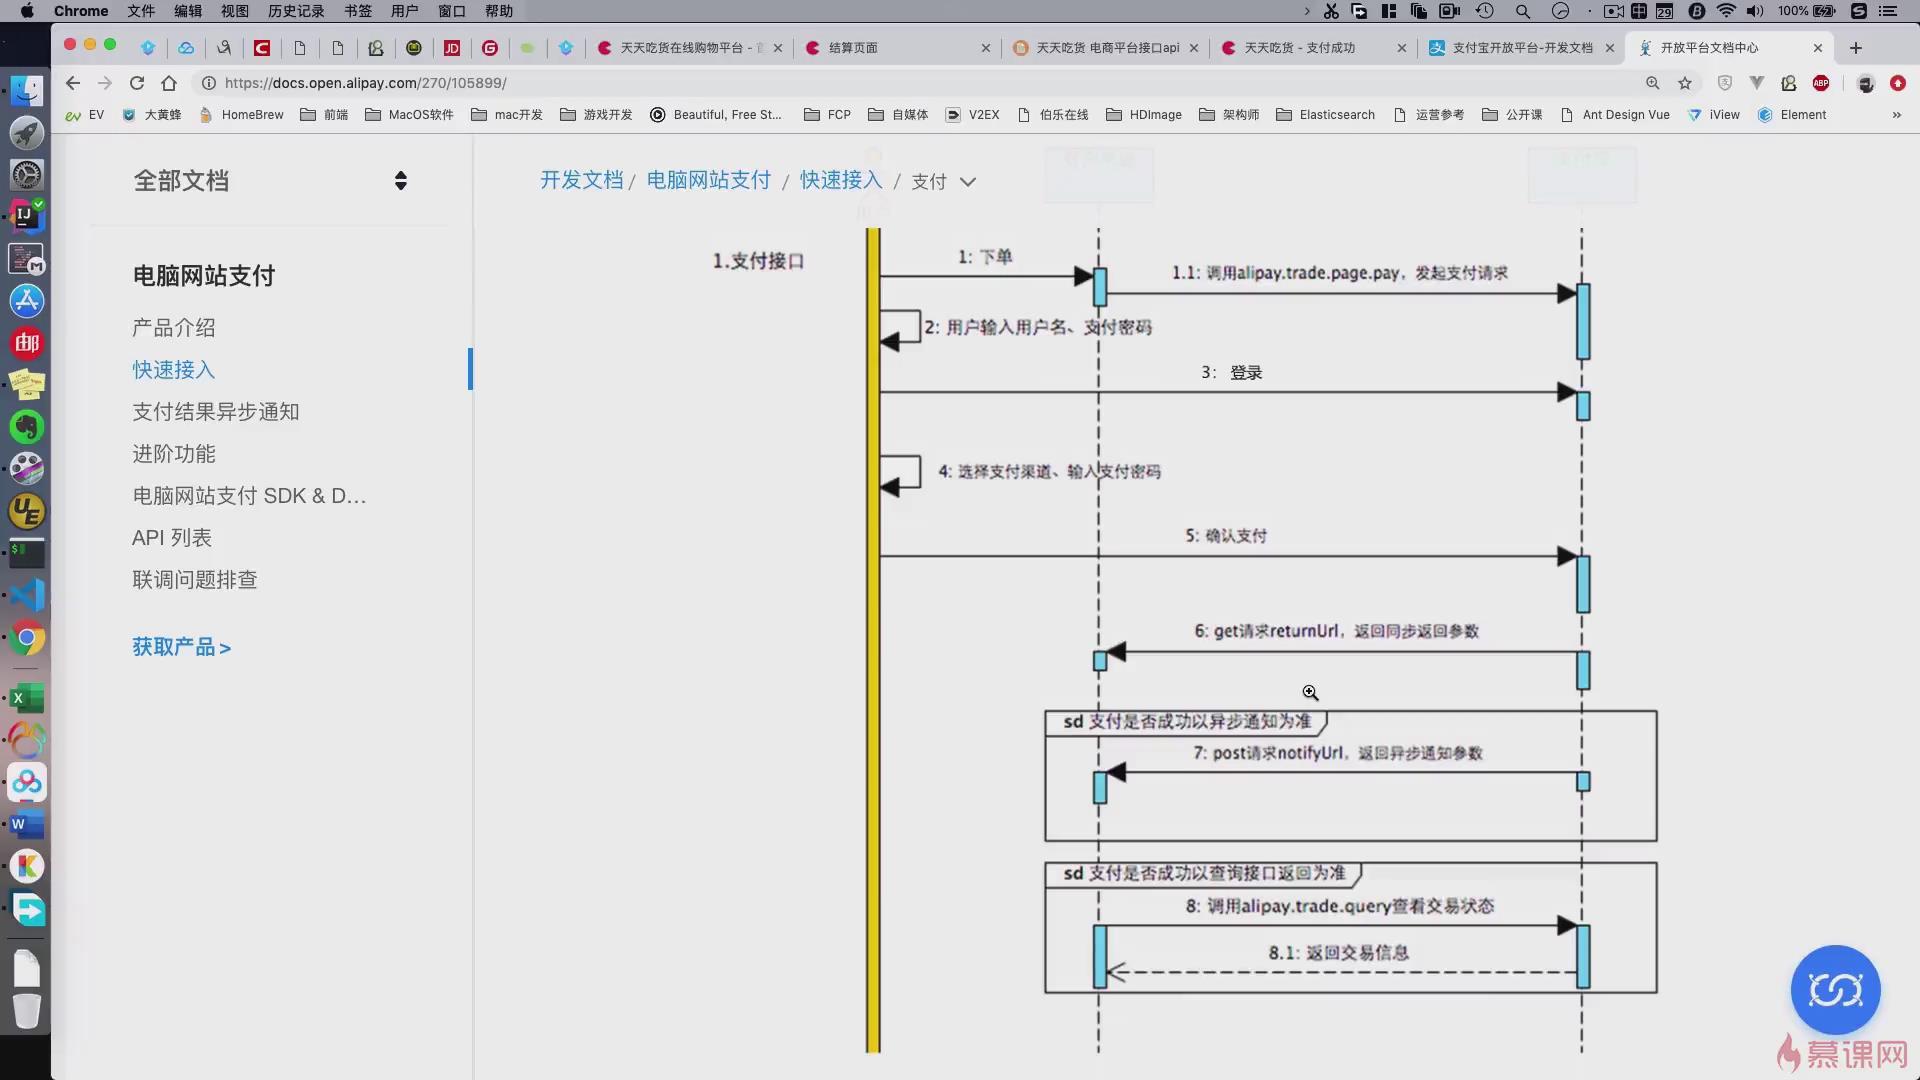 Chrome 文件 编辑 视图 历史记录 书签 用户 窗口 帮助
29 100%
天天吃货在线购物平台 - 官
结算页面
天天吃货 电商平台接口api
天天吃货 - 支付成功
支付宝开放平台-开发文档
开放平台文档中心
https://docs.open.alipay.com/270/105899/
ABP
EV 大黄蜂 HomeBrew 前端 MacOS软件 mac开发 游戏开发 Beautiful, Free St... FCP 自媒体 V2EX 伯乐在线 HDImage 架构师 Elasticsearch 运营参考 公开课 Ant Design Vue iView Element »
全部文档
开发文档 / 电脑网站支付 / 快速接入 / 支付
电脑网站支付
产品介绍
快速接入
支付结果异步通知
进阶功能
电脑网站支付 SDK & D...
API 列表
联调问题排查
获取产品 >
1.支付接口
1: 下单
1.1: 调用alipay.trade.page.pay，发起支付请求
2: 用户输入用户名、支付密码
3: 登录
4: 选择支付渠道、输入支付密码
5: 确认支付
6: get请求returnUrl，返回同步返回参数
sd 支付是否成功以异步通知为准
7: post请求notifyUrl，返回异步通知参数
sd 支付是否成功以查询接口返回为准
8: 调用alipay.trade.query查看交易状态
8.1: 返回交易信息
慕课网